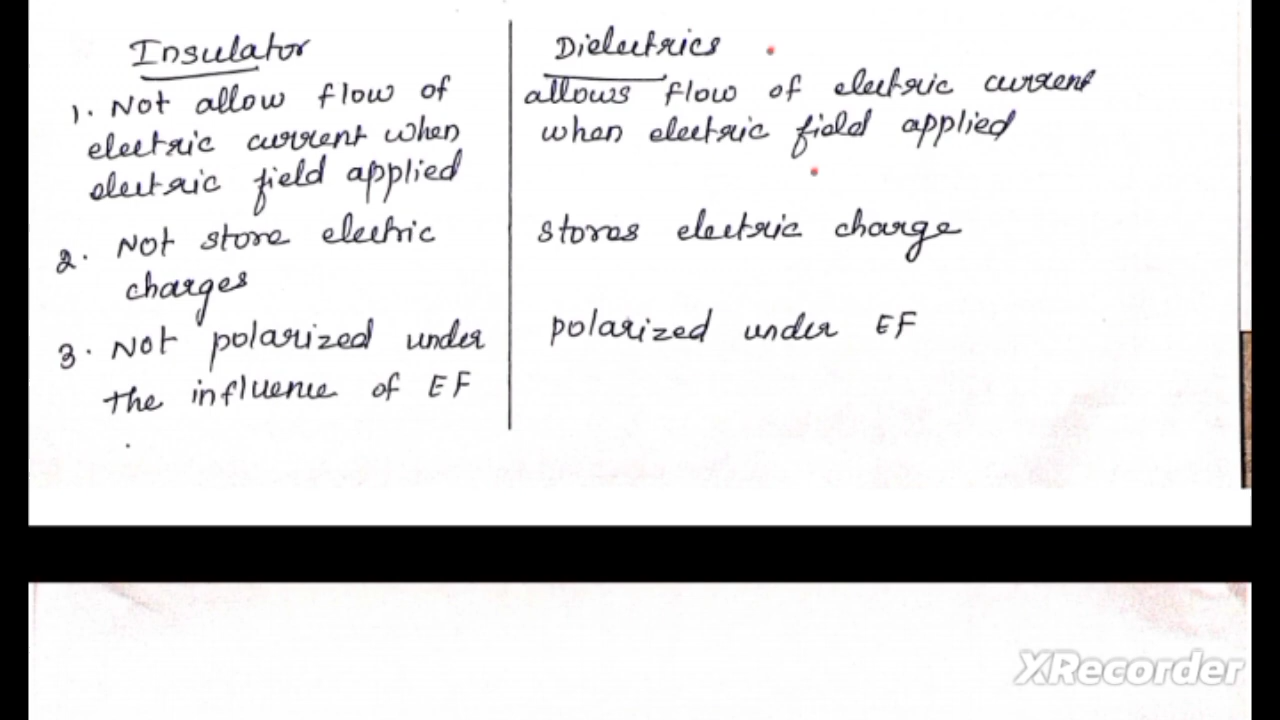 Insulator
1. Not allow flow of
electric current when
electric field applied
2. Not store electric
charges
3. Not polarized under
the influence of EF
Dielectrics
allows flow of electric current
when electric field applied
stores electric charge
polarized under EF
XRecorder